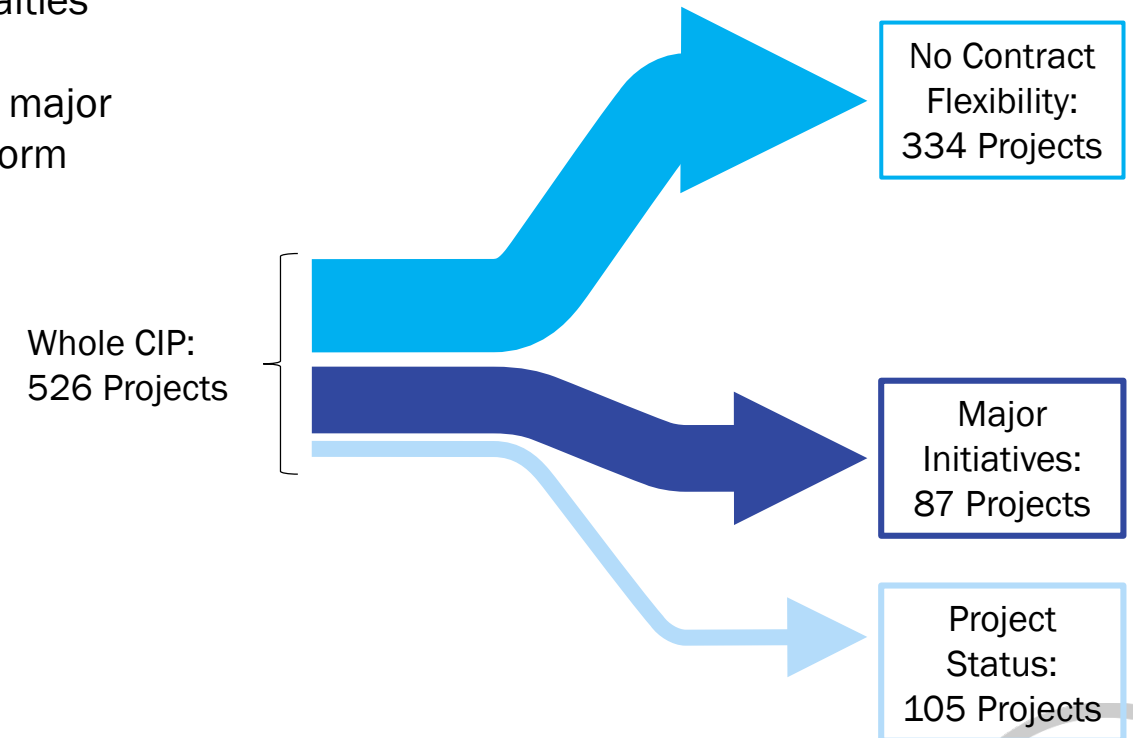 major
Whole CIP:
526 Projects
No Contract
Flexibility:
334 Projects
Major
Initiatives:
87 Projects
Project
Status:
105 Projects